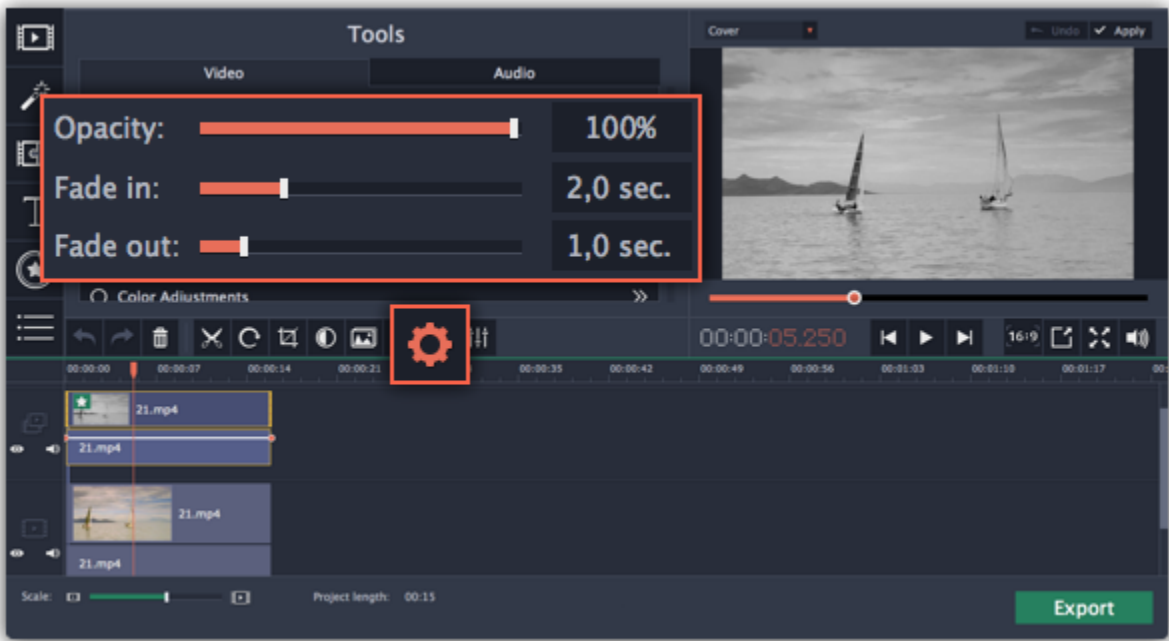 Tools
Cover
Undo
Apply
Video
Audio
Opacity:
100%
Fade in:
2,0 sec.
Fade out:
1,0 sec.
Color Adjustments
00:00:05.250
16:9
00:00:00 00:00:07 00:00:14 00:00:21 00:00:35 00:00:42 00:00:49 00:00:56 00:01:03 00:01:10 00:01:17
21.mp4
21.mp4
21.mp4
21.mp4
Scale:
Project length: 00:15
Export